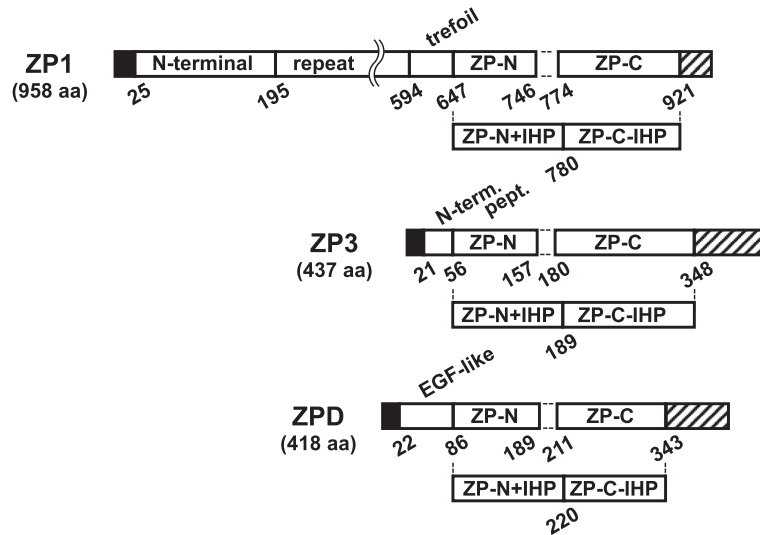 trefoil
ZP1
(958 aa)
N-terminal repeat ZP-N ZP-C
25 195 594 647 746 774 921
ZP-N+IHP ZP-C-IHP
780
N-term.
pept.
ZP3
(437 aa)
ZP-N ZP-C
21 56 157 180 348
ZP-N+IHP ZP-C-IHP
189
EGF-like
ZPD
(418 aa)
ZP-N ZP-C
22 86 189 211 343
ZP-N+IHP ZP-C-IHP
220